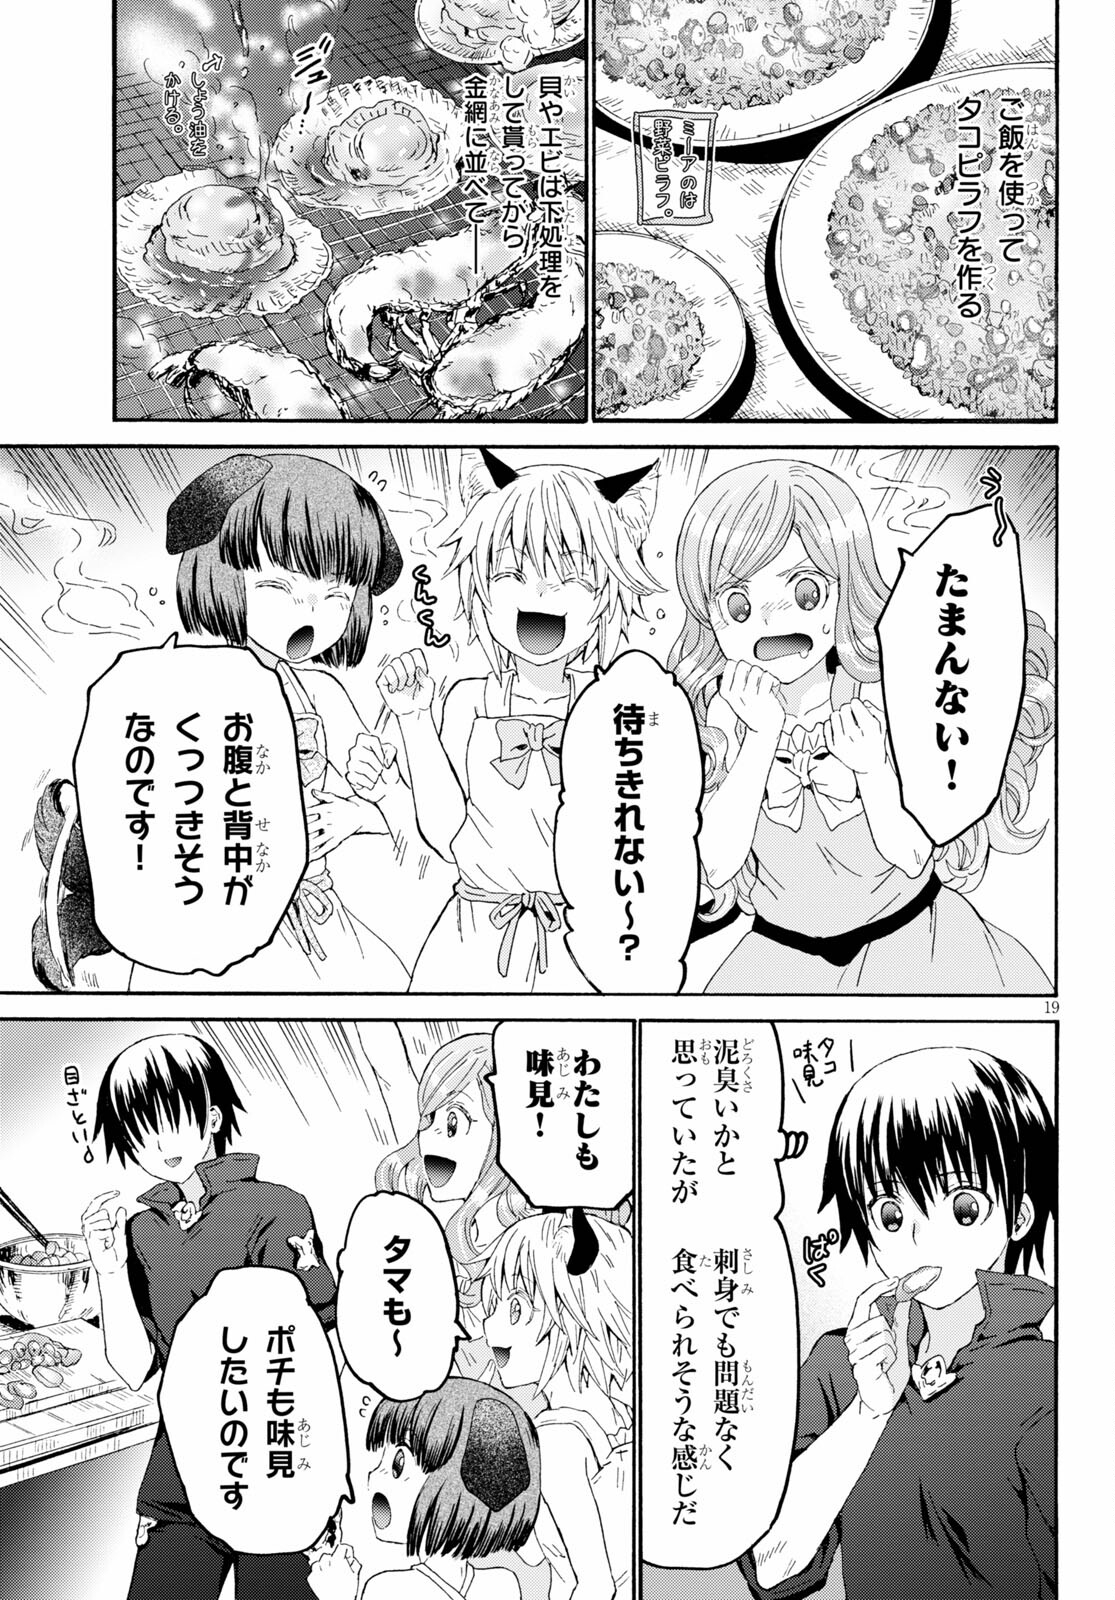 ご飯を使って
タコピラフを作る
ミーアのは
野菜ピラフ。
貝やエビは下処理を
して貰ってから
金網に並べて──
ジュー
しょう油を
かける。
たまんない！
くんくん
待ちきれない〜？
お腹と背中が
くっつきそう
なのです！
19
タコ
味見
ぱく
泥臭いかと
思っていたが
刺身でも問題なく
食べられそうな感じだ
わたしも
味見！
タマも〜
ポチも味見
したいのです
目ざとい。